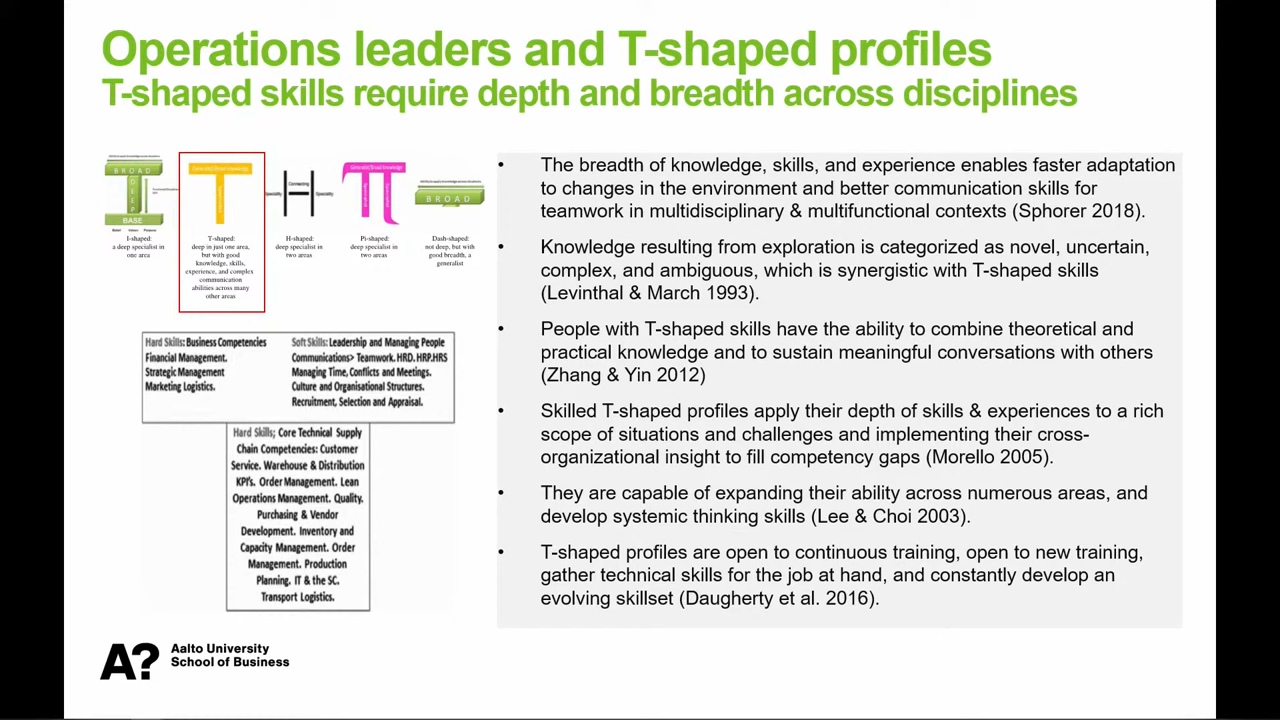 Operations leaders and T-shaped profiles
T-shaped skills require depth and breadth across disciplines
BROAD
DEEP
BASE
BROAD
I-shaped:
a deep specialist in
one area
T-shaped:
deep in just one area,
but with good
knowledge, skills,
experience, and complex
communication
abilities across many
other areas
H-shaped:
deep specialist in
two areas
Pi-shaped:
deep specialist in
two areas
Dash-shaped:
not deep, but with
good breadth, a
generalist
Hard Skills: Business Competencies
Financial Management.
Strategic Management
Marketing Logistics.
Soft Skills: Leadership and Managing People
Communications> Teamwork. HRD. HRP.HRS
Managing Time, Conflicts and Meetings.
Culture and Organisational Structures.
Recruitment, Selection and Appraisal.
Hard Skills; Core Technical Supply
Chain Competencies: Customer
Service. Warehouse & Distribution
KPI's. Order Management. Lean
Operations Management. Quality.
Purchasing & Vendor
Development. Inventory and
Capacity Management. Order
Management. Production
Planning. IT & the SC.
Transport Logistics.
• The breadth of knowledge, skills, and experience enables faster adaptation
to changes in the environment and better communication skills for
teamwork in multidisciplinary & multifunctional contexts (Sphorer 2018).
• Knowledge resulting from exploration is categorized as novel, uncertain,
complex, and ambiguous, which is synergistic with T-shaped skills
(Levinthal & March 1993).
• People with T-shaped skills have the ability to combine theoretical and
practical knowledge and to sustain meaningful conversations with others
(Zhang & Yin 2012)
• Skilled T-shaped profiles apply their depth of skills & experiences to a rich
scope of situations and challenges and implementing their cross-
organizational insight to fill competency gaps (Morello 2005).
• They are capable of expanding their ability across numerous areas, and
develop systemic thinking skills (Lee & Choi 2003).
• T-shaped profiles are open to continuous training, open to new training,
gather technical skills for the job at hand, and constantly develop an
evolving skillset (Daugherty et al. 2016).
A?
Aalto University
School of Business